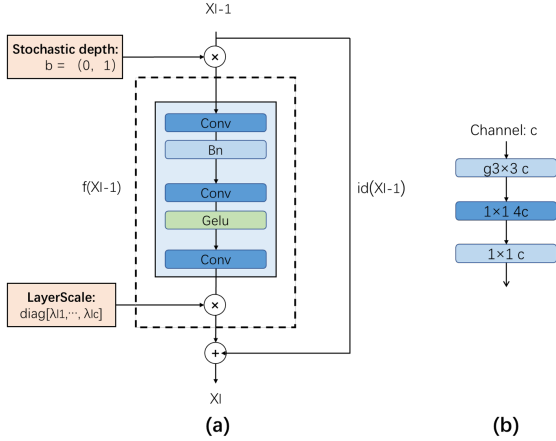 Xl-1
Stochastic depth:
b = （0，1）
×
Conv
Bn
f(Xl-1)
Conv
id(Xl-1)
Gelu
Conv
LayerScale:
diag[λl1,···, λlc]
×
+
Xl
(a)
Channel: c
g3×3 c
1×1 4c
1×1 c
(b)